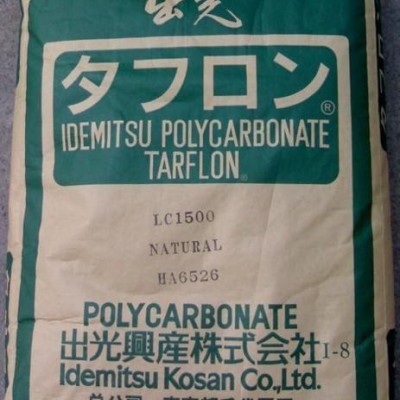 出光
タフロン®
IDEMITSU POLYCARBONATE
TARFLON®
LC1500
NATURAL
HA6526
POLYCARBONATE
出光興産株式会社 I-8
Idemitsu Kosan Co.,Ltd.